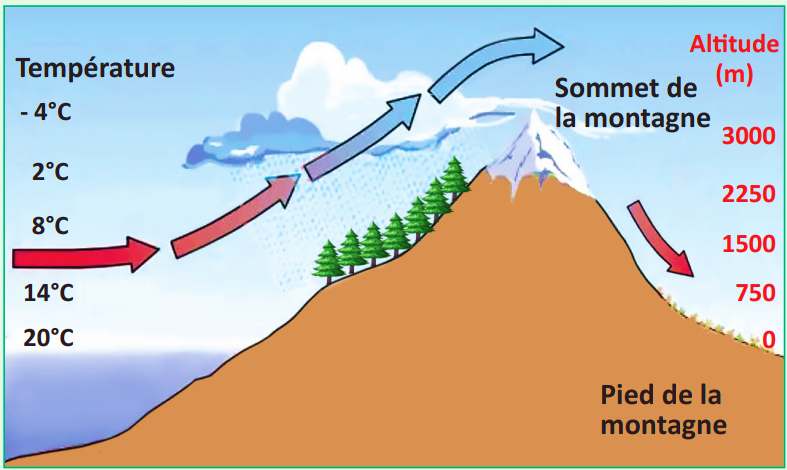 Température
- 4°C
2°C
8°C
14°C
20°C
Sommet de
la montagne
Altitude
(m)
3000
2250
1500
750
0
Pied de la
montagne